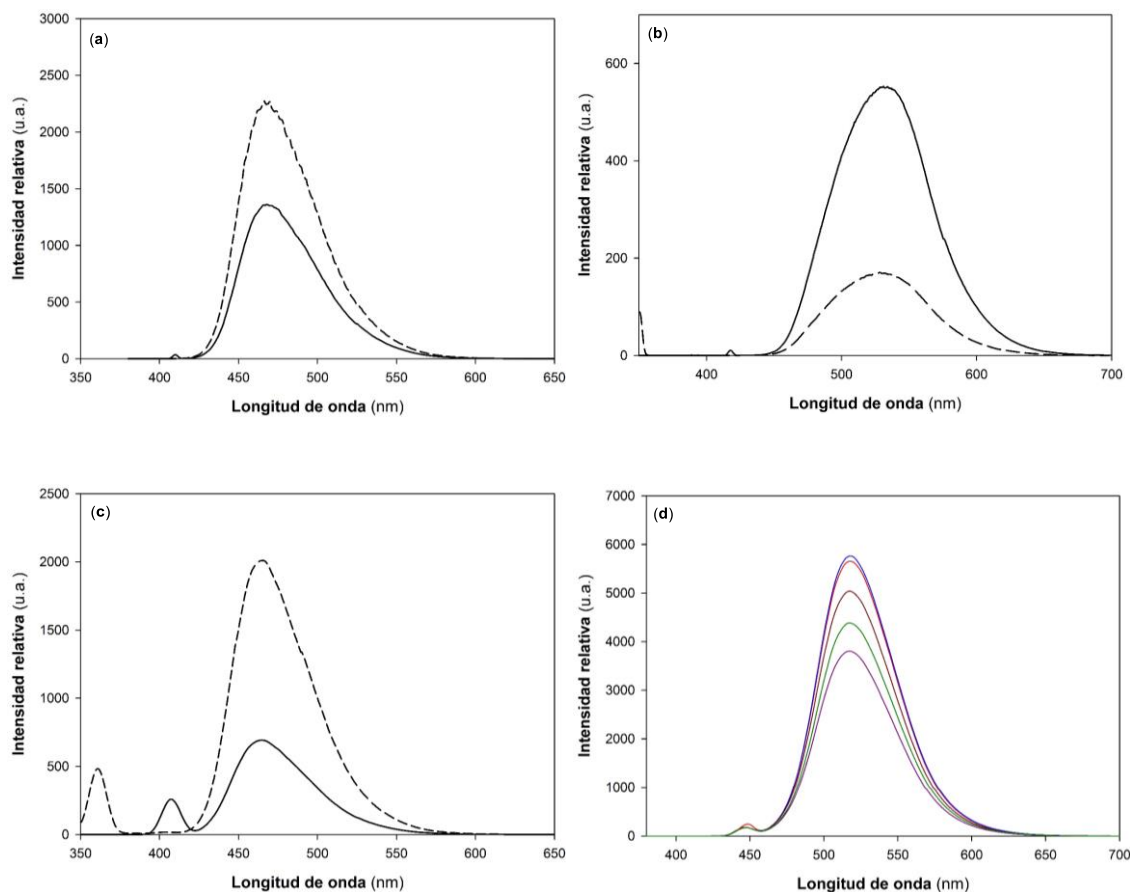 (a)
Intensidad relativa (u.a.)
3000
2500
2000
1500
1000
500
0
350 400 450 500 550 600 650
Longitud de onda (nm)
(b)
Intensidad relativa (u.a.)
600
400
200
0
400 500 600 700
Longitud de onda (nm)
(c)
Intensidad relativa (u.a.)
2500
2000
1500
1000
500
0
350 400 450 500 550 600 650
Longitud de onda (nm)
(d)
Intensidad relativa (u.a.)
7000
6000
5000
4000
3000
2000
1000
0
400 450 500 550 600 650 700
Longitud de onda (nm)